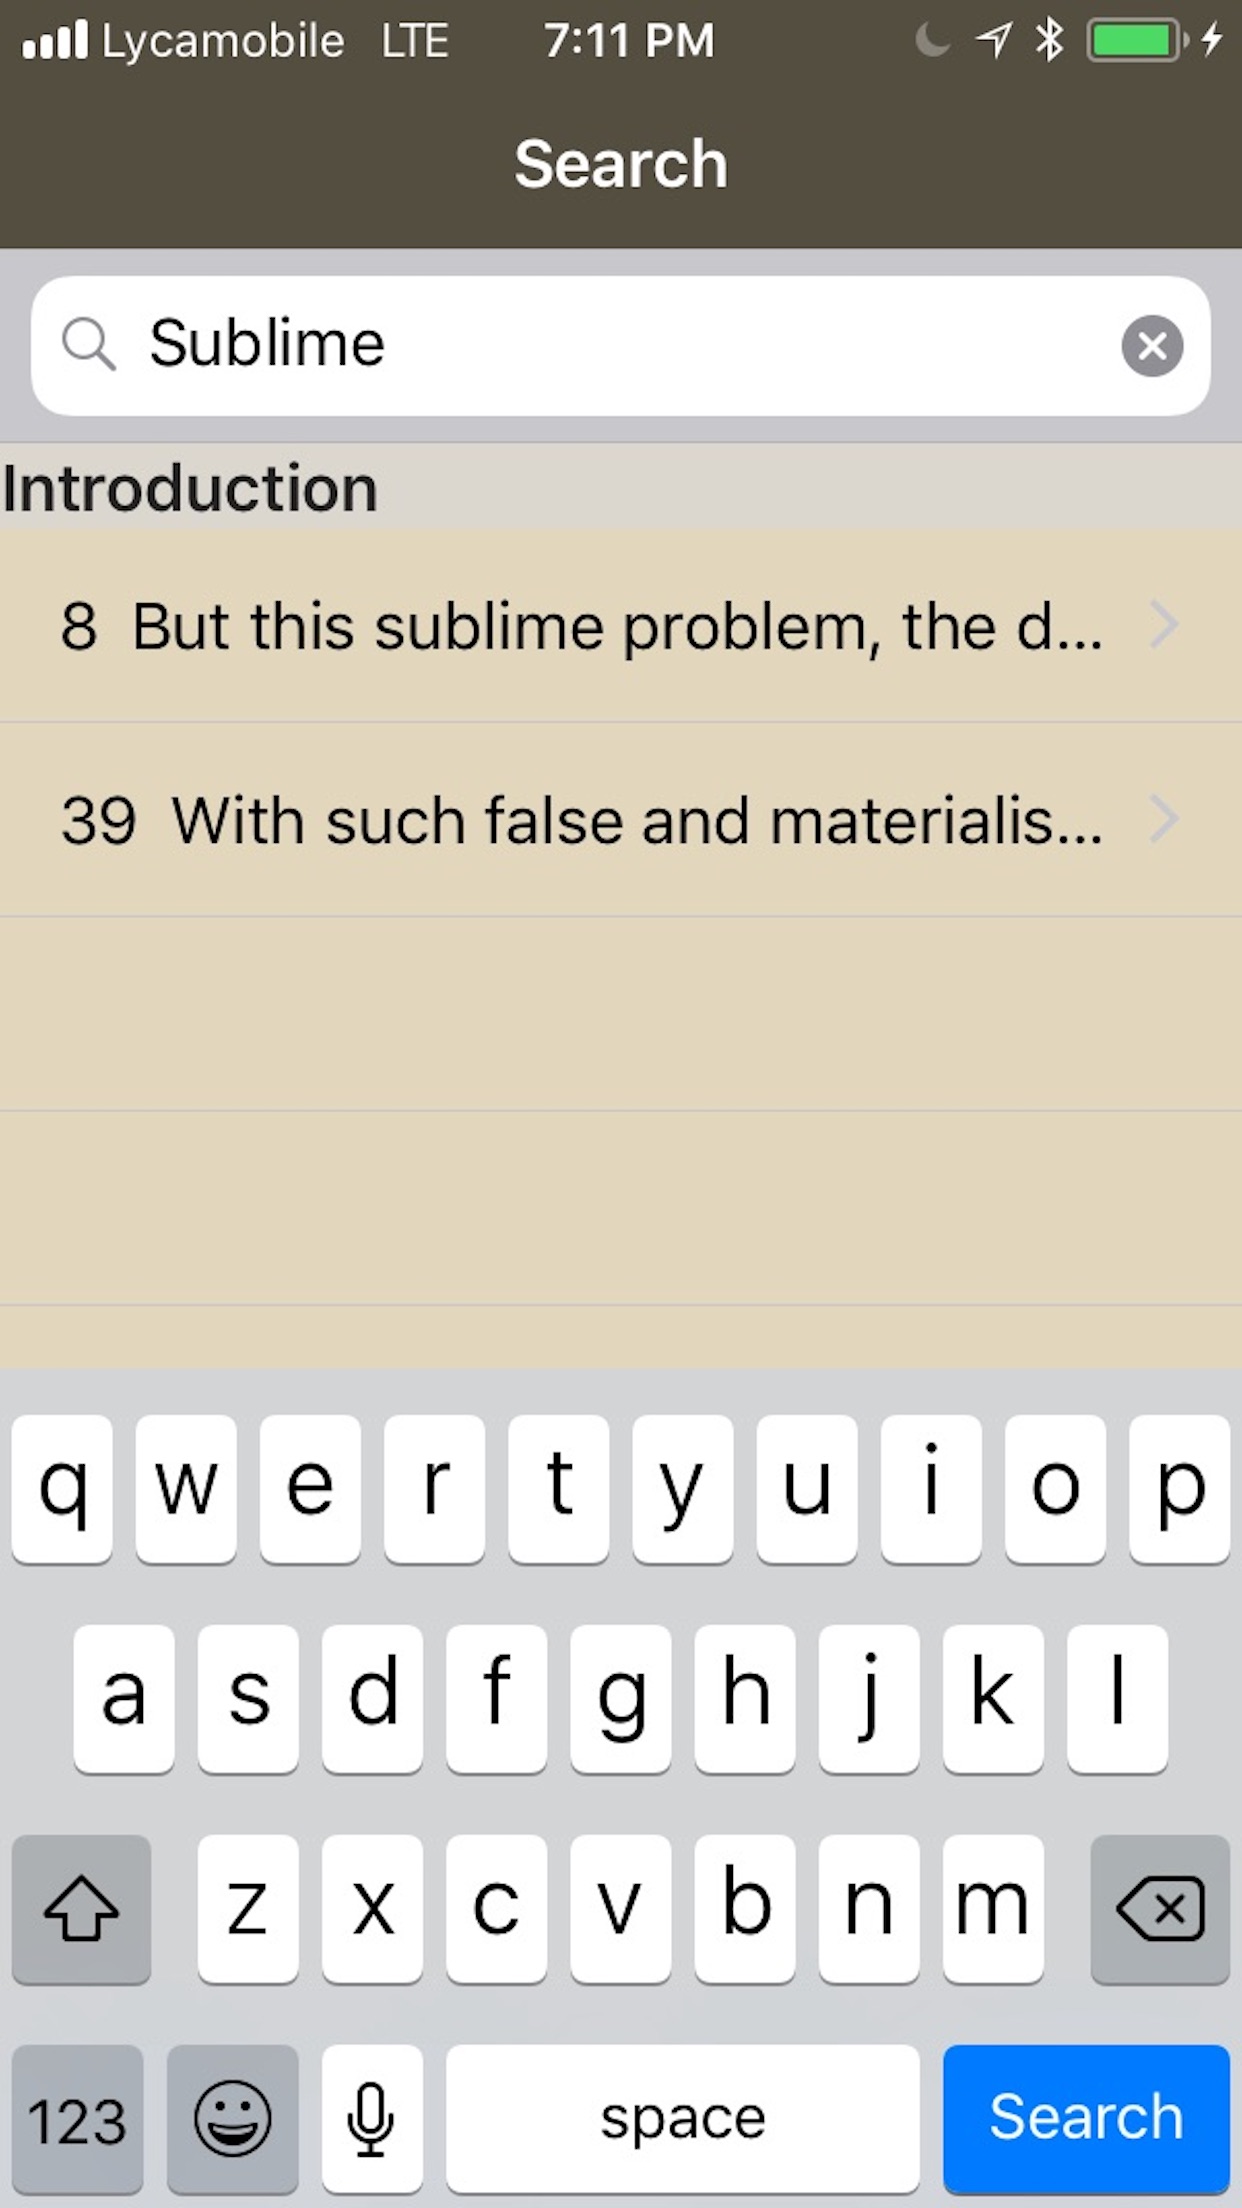 Lycamobile LTE 7:11 PM
Search
Sublime
Introduction
8 But this sublime problem, the d...
39 With such false and materialis...
q w e r t y u i o p
a s d f g h j k l
z x c v b n m
123 space Search